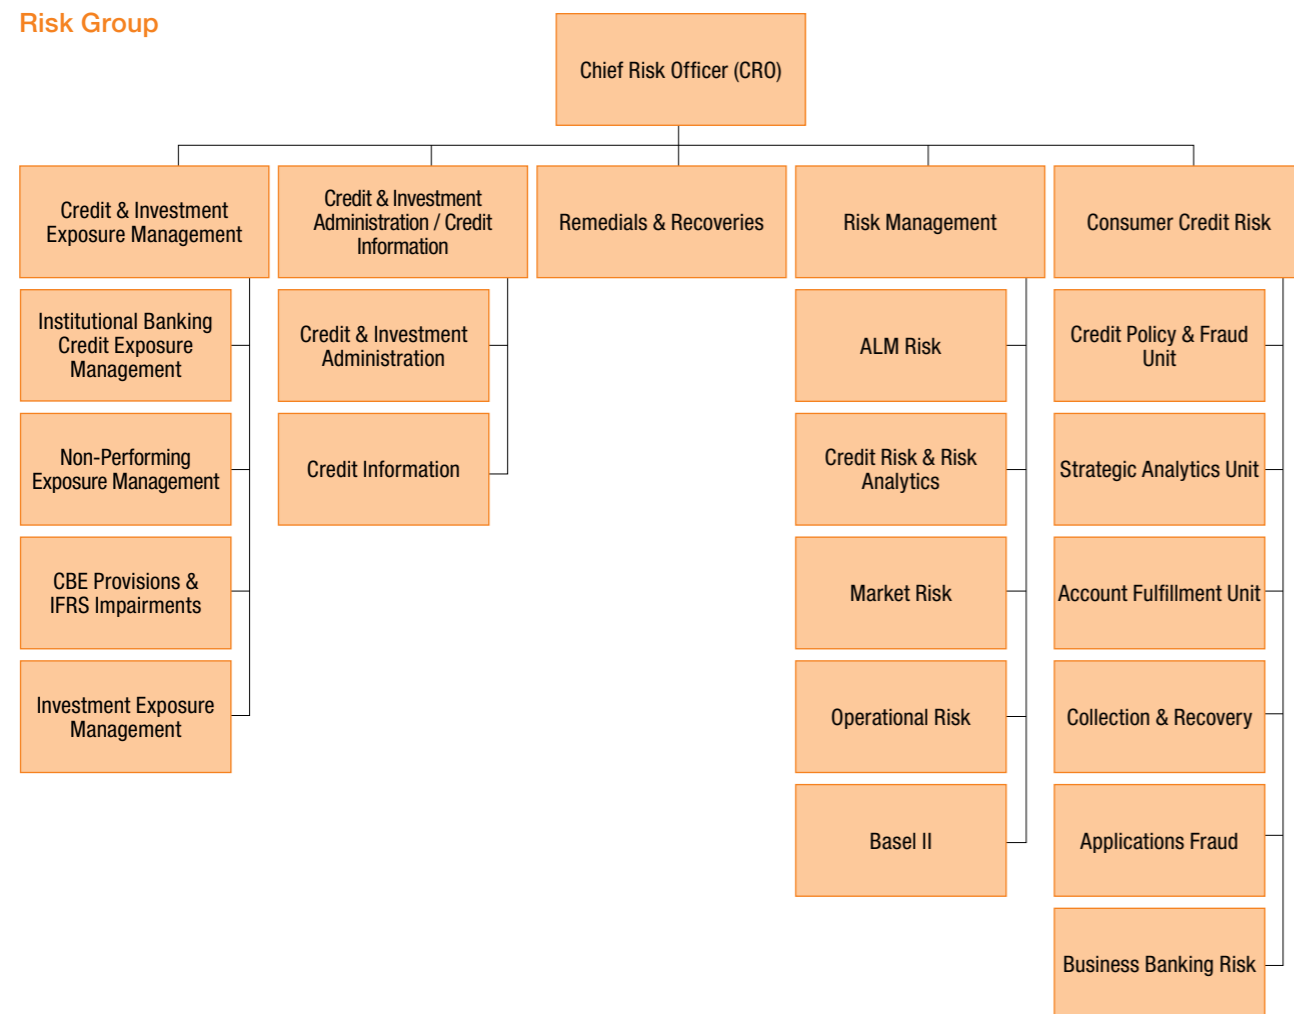 Risk Group
Chief Risk Officer (CRO)
Credit & Investment
Exposure Management
Credit & Investment
Administration / Credit
Information
Remedials & Recoveries
Risk Management
Consumer Credit Risk
Institutional Banking
Credit Exposure
Management
Non-Performing
Exposure Management
CBE Provisions &
IFRS Impairments
Investment Exposure
Management
Credit & Investment
Administration
Credit Information
ALM Risk
Credit Risk & Risk
Analytics
Market Risk
Operational Risk
Basel II
Credit Policy & Fraud
Unit
Strategic Analytics Unit
Account Fulfillment Unit
Collection & Recovery
Applications Fraud
Business Banking Risk